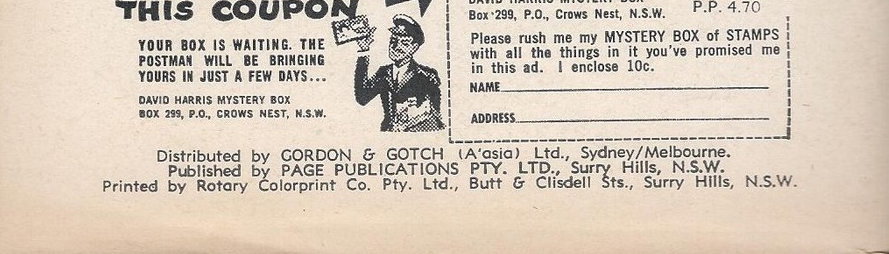 THIS COUPON
YOUR BOX IS WAITING. THE
POSTMAN WILL BE BRINGING
YOURS IN JUST A FEW DAYS...
DAVID HARRIS MYSTERY BOX
BOX 299, P.O., CROWS NEST, N.S.W.
DAVID HARRIS MYSTERY BOX
Box 299, P.O., Crows Nest, N.S.W.
P.P. 4.70
Please rush me my MYSTERY BOX of STAMPS
with all the things in it you've promised me
in this ad. I enclose 10c.
NAME
ADDRESS
Distributed by GORDON & GOTCH (A'asia) Ltd., Sydney/Melbourne.
Published by PAGE PUBLICATIONS PTY. LTD., Surry Hills, N.S.W.
Printed by Rotary Colorprint Co. Pty. Ltd., Butt & Clisdell Sts., Surry Hills, N.S.W.